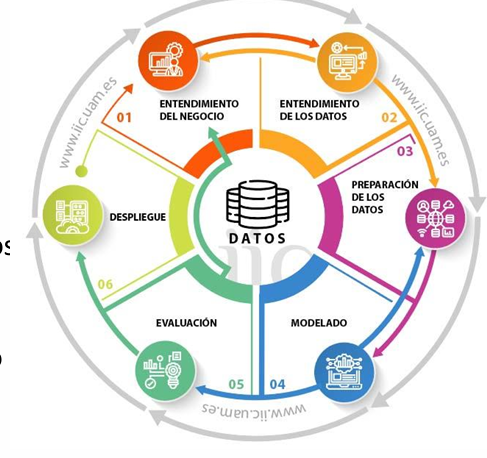 www.iic.uam.es
www.iic.uam.es
ENTENDIMIENTO
DEL NEGOCIO
01
ENTENDIMIENTO
DE LOS DATOS
02
03
PREPARACIÓN
DE LOS
DATOS
DATOS
iic
DESPLIEGUE
06
EVALUACIÓN
05
MODELADO
04
www.iic.uam.es